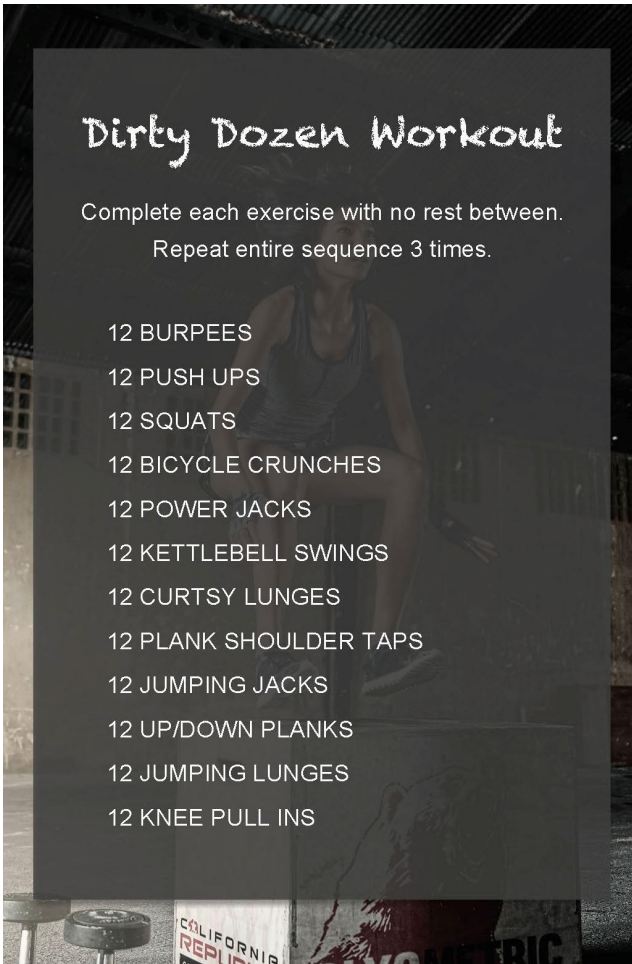 Dirty Dozen Workout
Complete each exercise with no rest between.
Repeat entire sequence 3 times.
12 BURPEES
12 PUSH UPS
12 SQUATS
12 BICYCLE CRUNCHES
12 POWER JACKS
12 KETTLEBELL SWINGS
12 CURTSY LUNGES
12 PLANK SHOULDER TAPS
12 JUMPING JACKS
12 UP/DOWN PLANKS
12 JUMPING LUNGES
12 KNEE PULL INS
CALIFORNIA